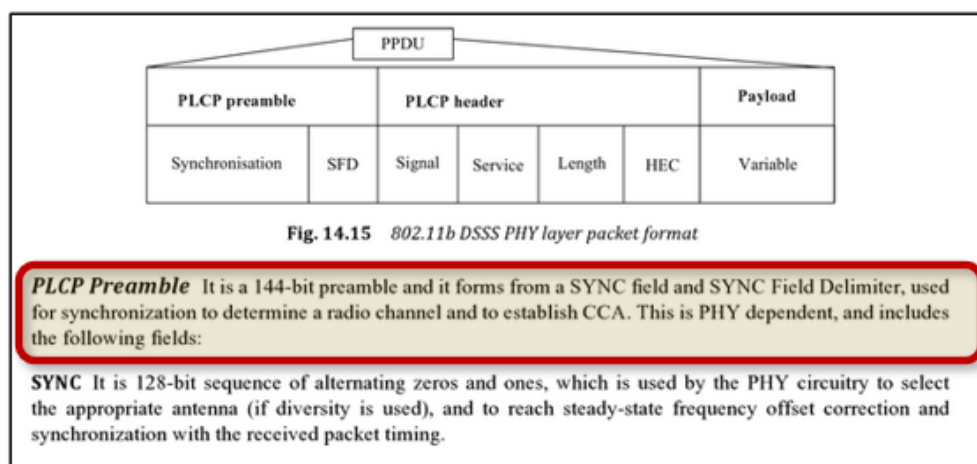 PPDU
PLCP preamble PLCP header Payload
Synchronisation SFD Signal Service Length HEC Variable
Fig. 14.15 802.11b DSSS PHY layer packet format
PLCP Preamble It is a 144-bit preamble and it forms from a SYNC field and SYNC Field Delimiter, used
for synchronization to determine a radio channel and to establish CCA. This is PHY dependent, and includes
the following fields:
SYNC It is 128-bit sequence of alternating zeros and ones, which is used by the PHY circuitry to select
the appropriate antenna (if diversity is used), and to reach steady-state frequency offset correction and
synchronization with the received packet timing.